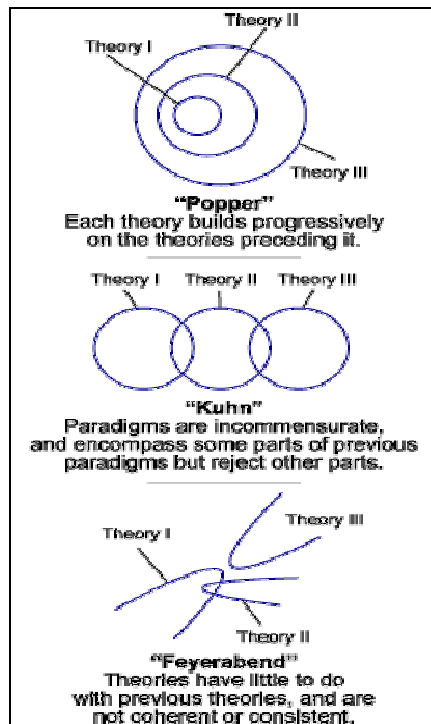 Theory II
Theory I
Theory III
“Popper”
Each theory builds progressively
on the theories preceding it.
Theory I Theory II Theory III
“Kuhn”
Paradigms are incommensurate,
and encompass some parts of previous
paradigms but reject other parts.
Theory III
Theory I
Theory II
“Feyerabend”
Theories have little to do
with previous theories, and are
not coherent or consistent.